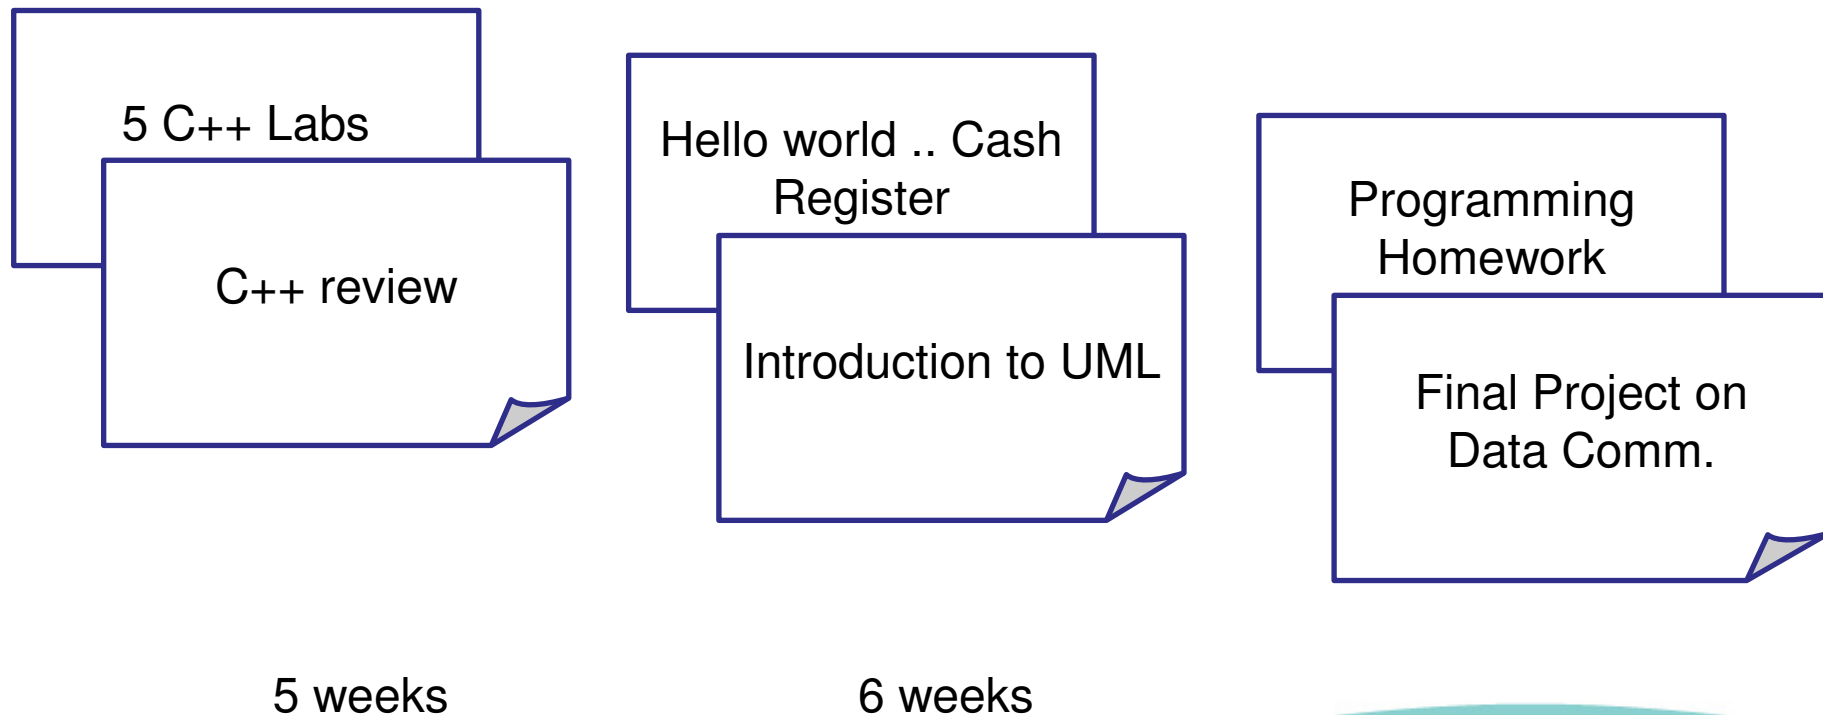 5 C++ Labs
C++ review
Hello world .. Cash
Register
Introduction to UML
Programming
Homework
Final Project on
Data Comm.
5 weeks
6 weeks